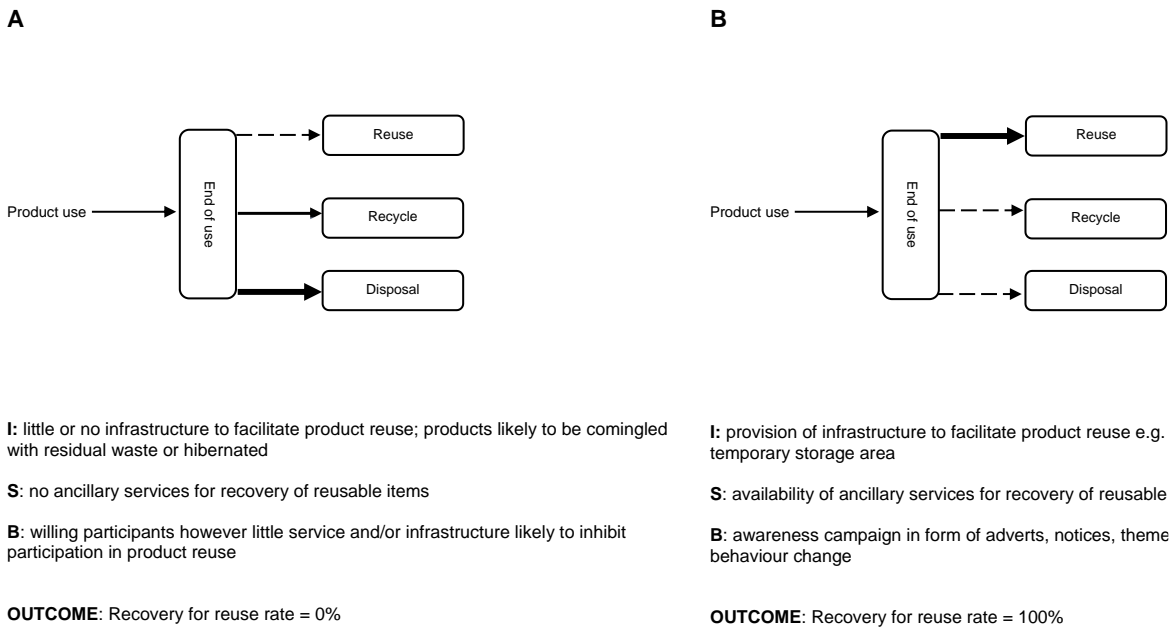 A
Reuse
Product use
End of use
Recycle
Disposal
I: little or no infrastructure to facilitate product reuse; products likely to be comingled
with residual waste or hibernated
S: no ancillary services for recovery of reusable items
B: willing participants however little service and/or infrastructure likely to inhibit
participation in product reuse
OUTCOME: Recovery for reuse rate = 0%
B
Reuse
Product use
End of use
Recycle
Disposal
I: provision of infrastructure to facilitate product reuse e.g.
temporary storage area
S: availability of ancillary services for recovery of reusable
B: awareness campaign in form of adverts, notices, theme
behaviour change
OUTCOME: Recovery for reuse rate = 100%